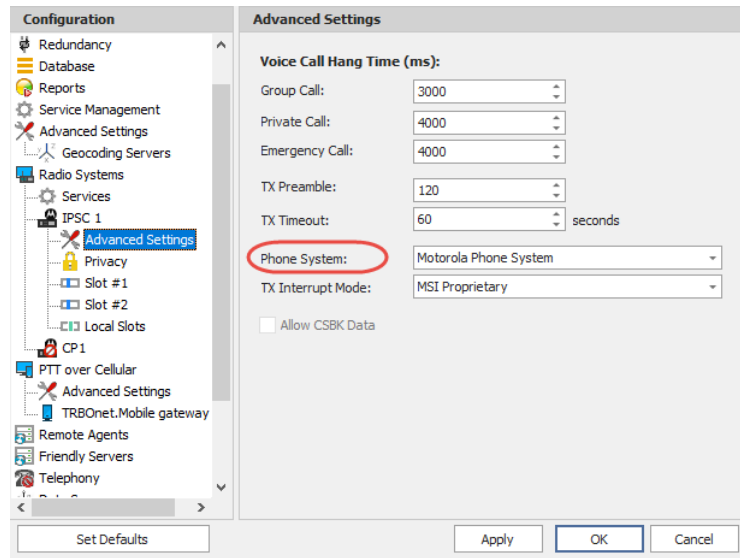 Configuration
Redundancy
Database
Reports
Service Management
Advanced Settings
Geocoding Servers
Radio Systems
Services
IPSC 1
Advanced Settings
Privacy
Slot #1
Slot #2
Local Slots
CP1
PTT over Cellular
Advanced Settings
TRBOnet.Mobile gateway
Remote Agents
Friendly Servers
Telephony
Set Defaults
Advanced Settings
Voice Call Hang Time (ms):
Group Call: 3000
Private Call: 4000
Emergency Call: 4000
TX Preamble: 120
TX Timeout: 60 seconds
Phone System: Motorola Phone System
TX Interrupt Mode: MSI Proprietary
Allow CSBK Data
Apply OK Cancel